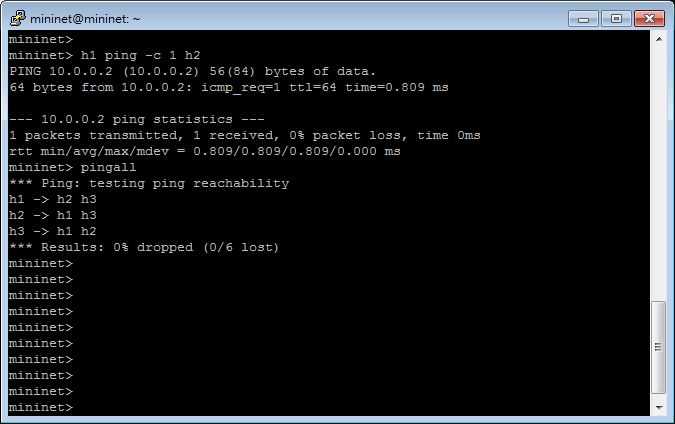 mininet@mininet: ~
mininet>
mininet> h1 ping -c 1 h2
PING 10.0.0.2 (10.0.0.2) 56(84) bytes of data.
64 bytes from 10.0.0.2: icmp_req=1 ttl=64 time=0.809 ms

--- 10.0.0.2 ping statistics ---
1 packets transmitted, 1 received, 0% packet loss, time 0ms
rtt min/avg/max/mdev = 0.809/0.809/0.809/0.000 ms
mininet> pingall
*** Ping: testing ping reachability
h1 -> h2 h3
h2 -> h1 h3
h3 -> h1 h2
*** Results: 0% dropped (0/6 lost)
mininet>
mininet>
mininet>
mininet>
mininet>
mininet>
mininet>
mininet>
mininet>
mininet>